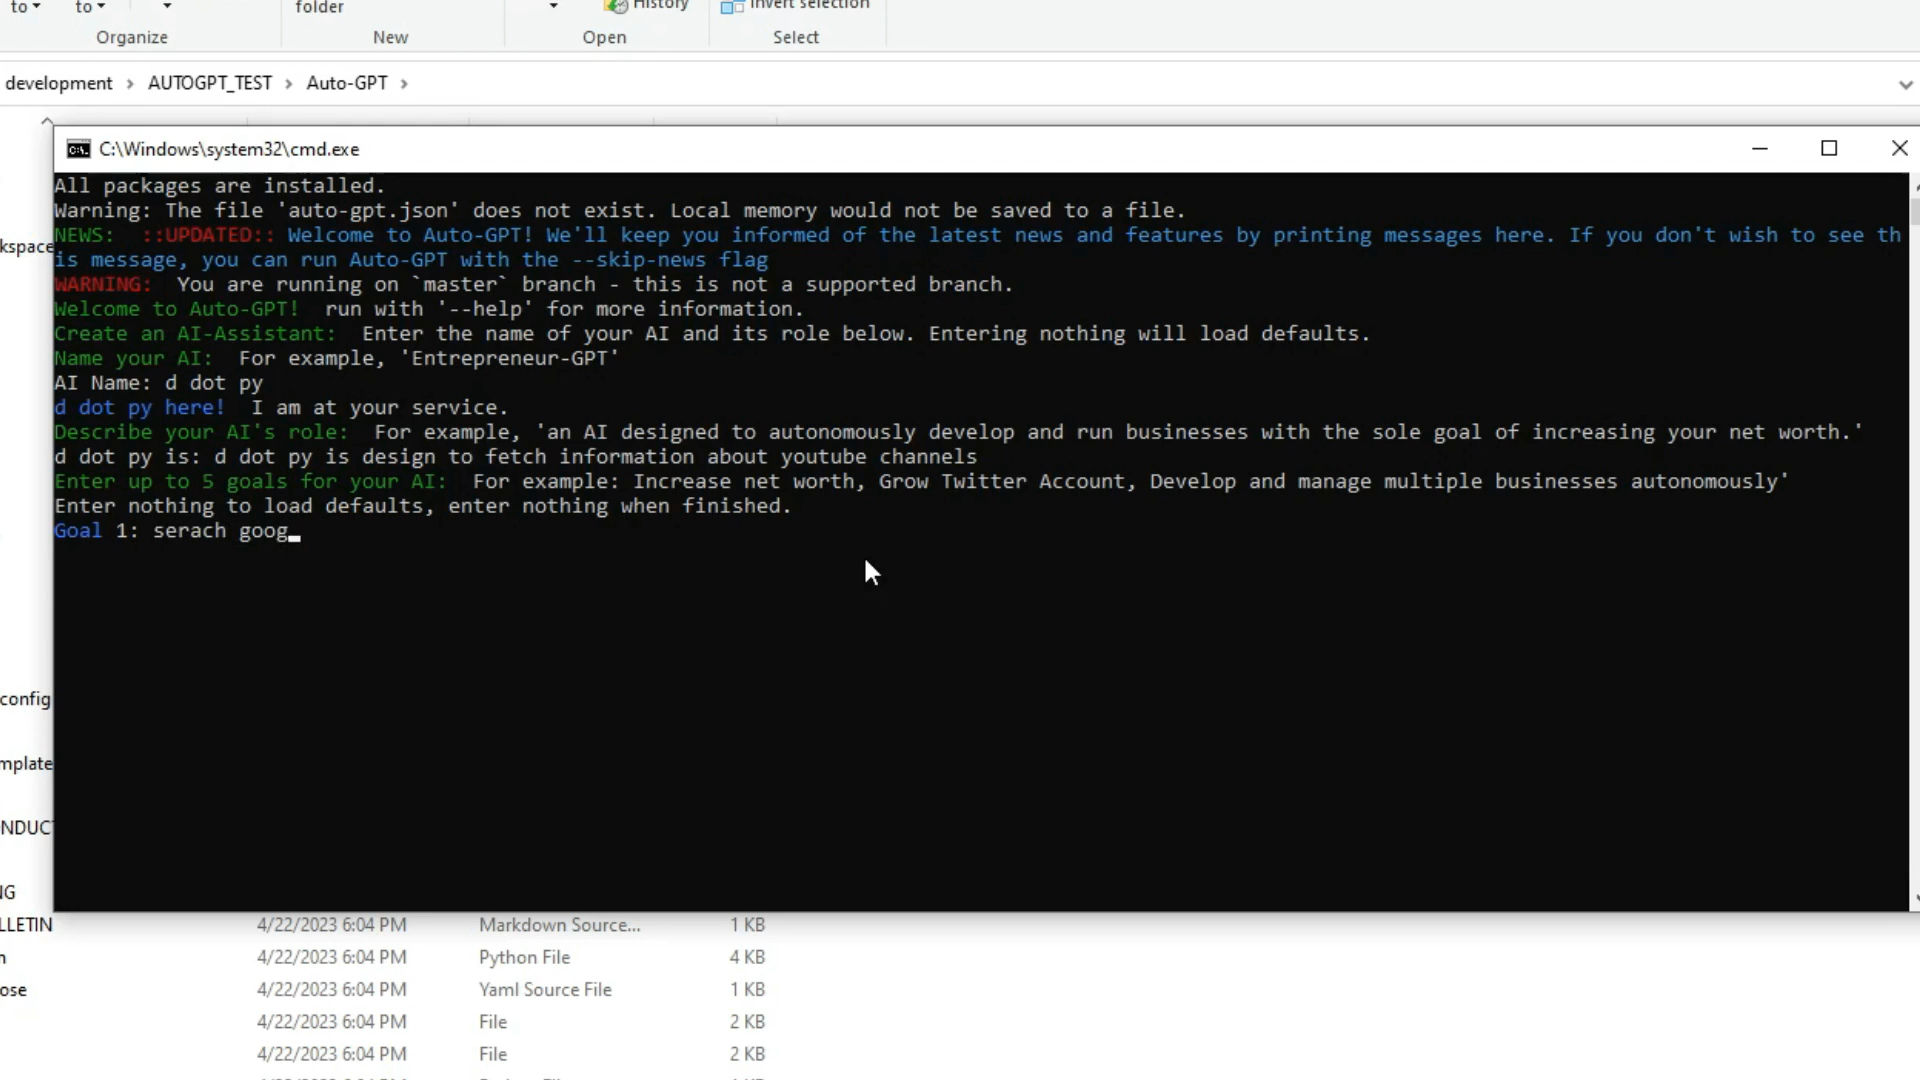 to to folder History Invert selection
Organize New Open Select
development › AUTOGPT_TEST › Auto-GPT ›
C:\Windows\system32\cmd.exe
All packages are installed.
Warning: The file 'auto-gpt.json' does not exist. Local memory would not be saved to a file.
NEWS:  ::UPDATED:: Welcome to Auto-GPT! We'll keep you informed of the latest news and features by printing messages here. If you don't wish to see th
is message, you can run Auto-GPT with the --skip-news flag
WARNING:  You are running on `master` branch - this is not a supported branch.
Welcome to Auto-GPT!  run with '--help' for more information.
Create an AI-Assistant:  Enter the name of your AI and its role below. Entering nothing will load defaults.
Name your AI:  For example, 'Entrepreneur-GPT'
AI Name: d dot py
d dot py here!  I am at your service.
Describe your AI's role:  For example, 'an AI designed to autonomously develop and run businesses with the sole goal of increasing your net worth.'
d dot py is: d dot py is design to fetch information about youtube channels
Enter up to 5 goals for your AI:  For example: Increase net worth, Grow Twitter Account, Develop and manage multiple businesses autonomously'
Enter nothing to load defaults, enter nothing when finished.
Goal 1: serach goog
kspace
config
mplate
NDUCT
NG
LLETIN 4/22/2023 6:04 PM Markdown Source... 1 KB
4/22/2023 6:04 PM Python File 4 KB
ose 4/22/2023 6:04 PM Yaml Source File 1 KB
4/22/2023 6:04 PM File 2 KB
4/22/2023 6:04 PM File 2 KB